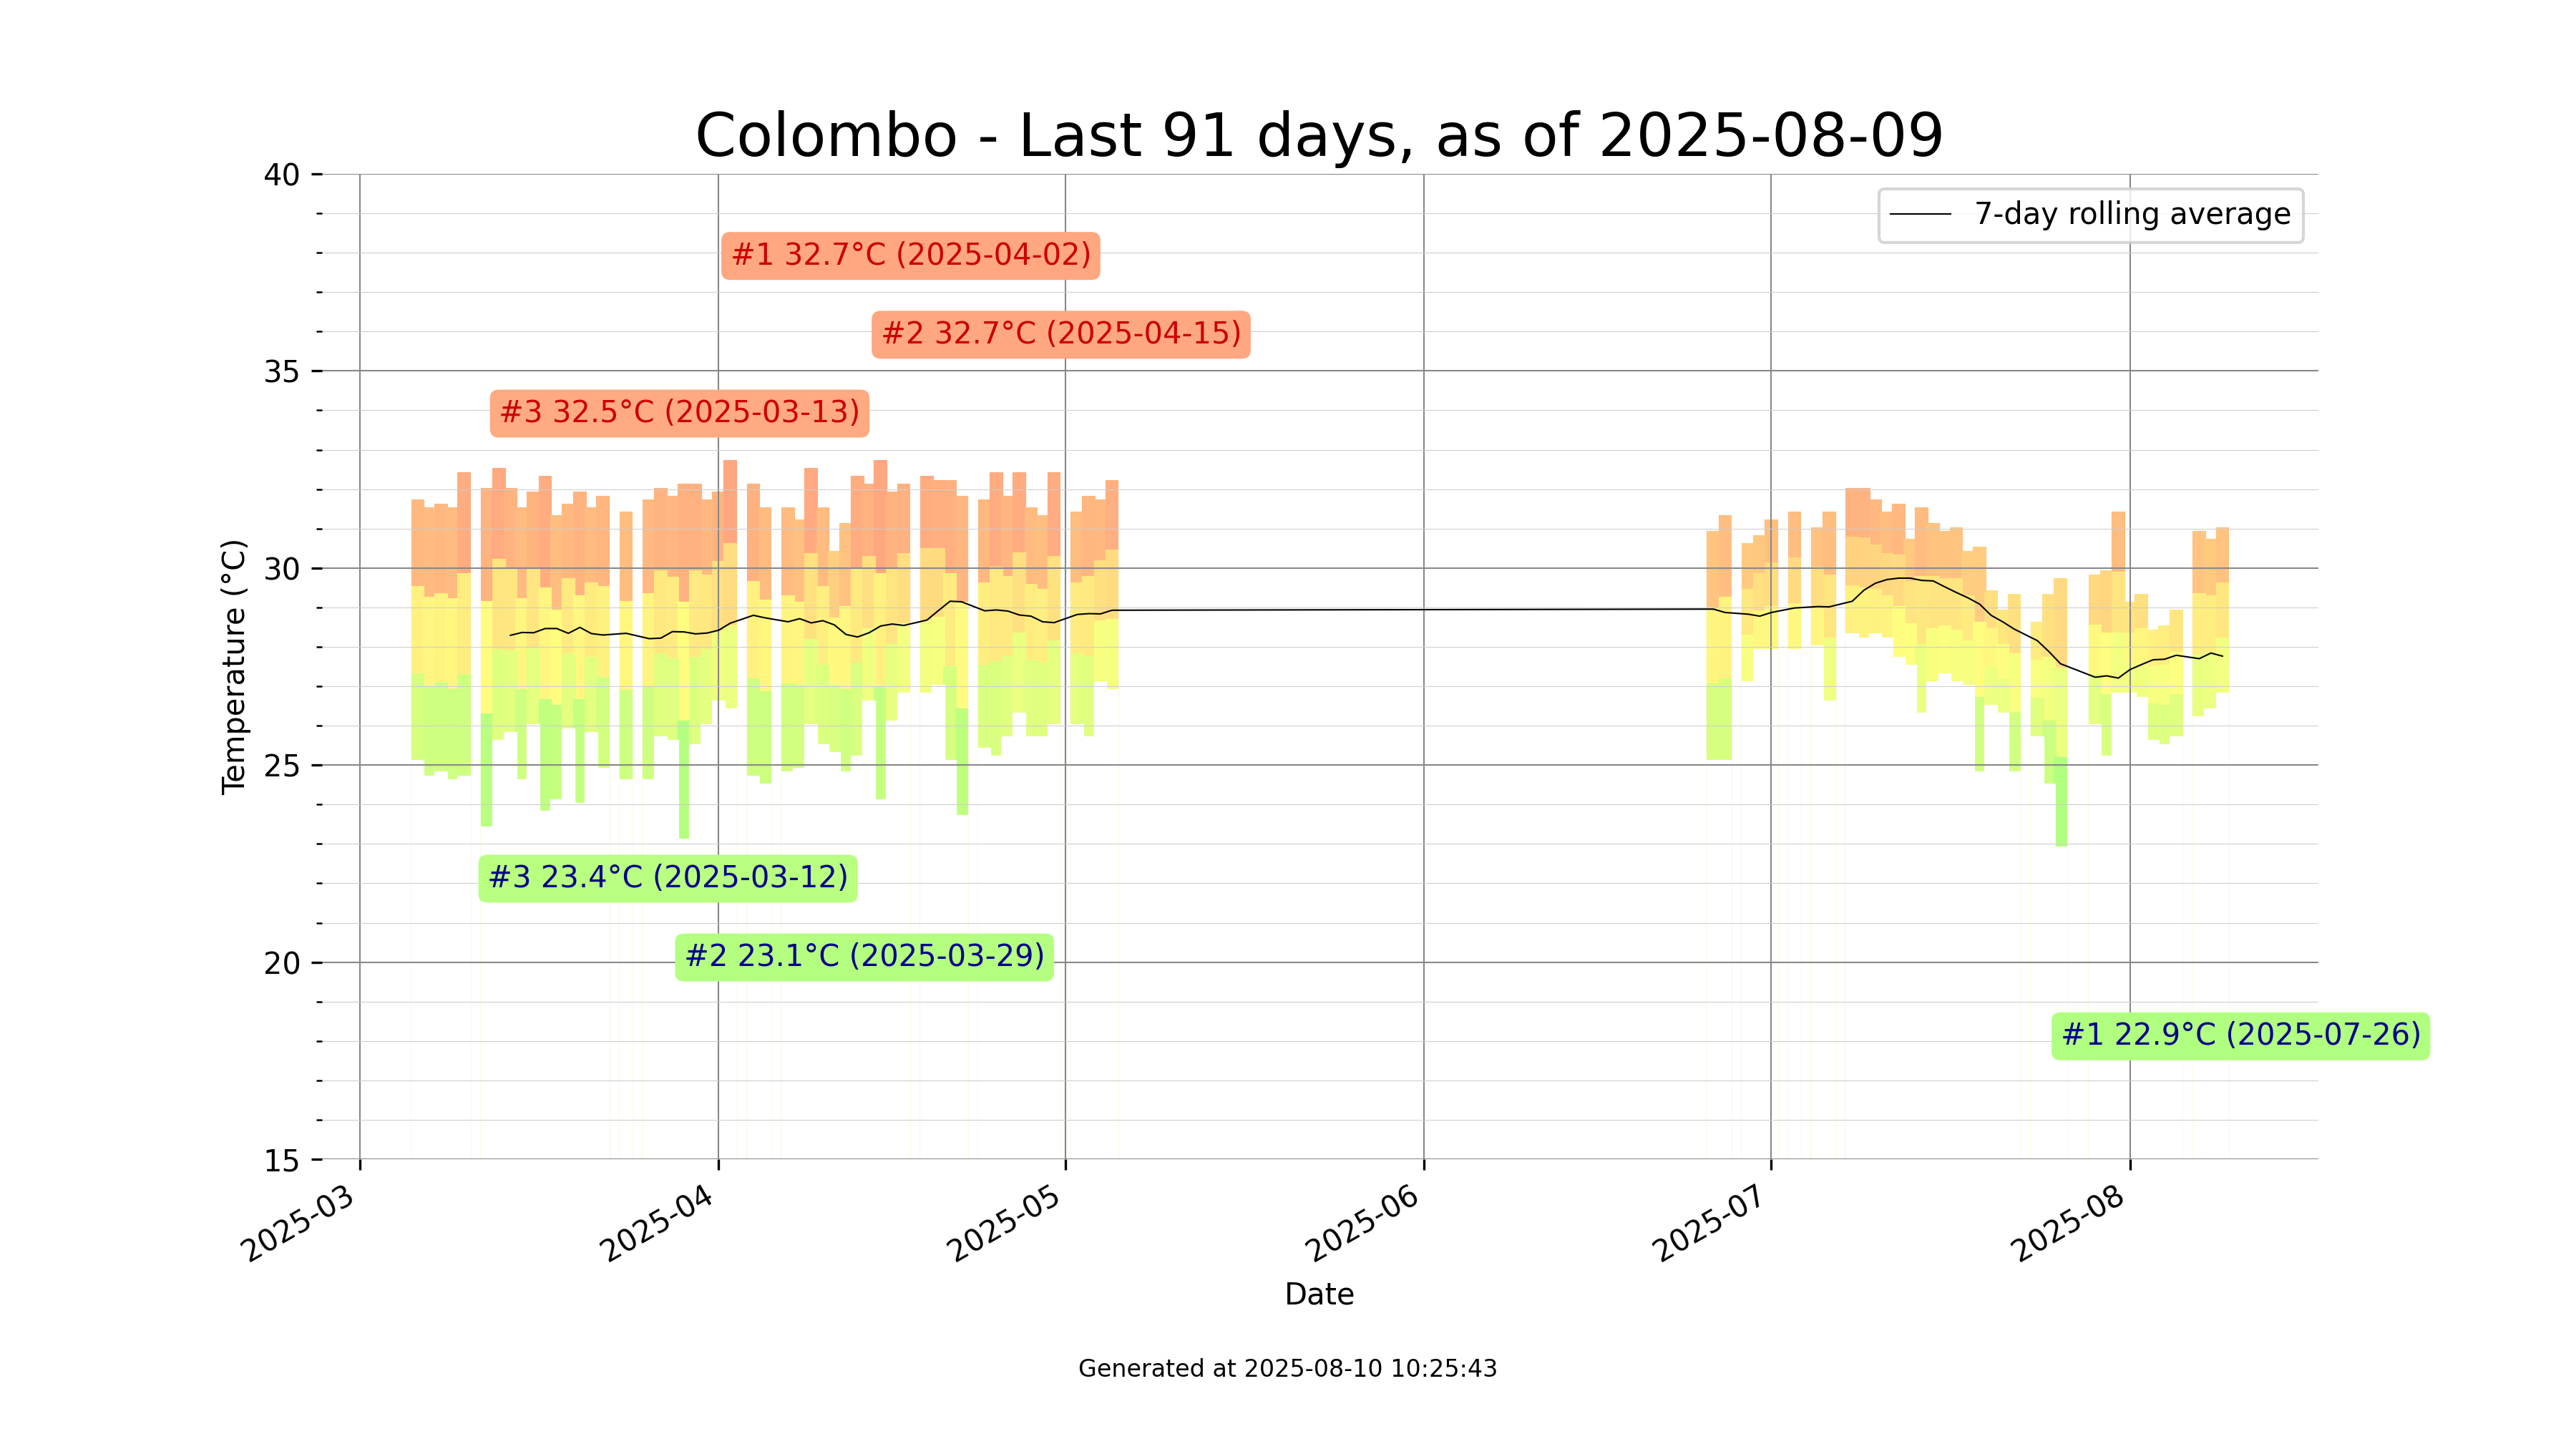 Colombo - Last 91 days, as of 2025-08-09
40
35
30
25
20
15
Temperature (°C)
7-day rolling average
#1 32.7°C (2025-04-02)
#2 32.7°C (2025-04-15)
#3 32.5°C (2025-03-13)
#3 23.4°C (2025-03-12)
#2 23.1°C (2025-03-29)
#1 22.9°C (2025-07-26)
2025-03
2025-04
2025-05
2025-06
2025-07
2025-08
Date
Generated at 2025-08-10 10:25:43